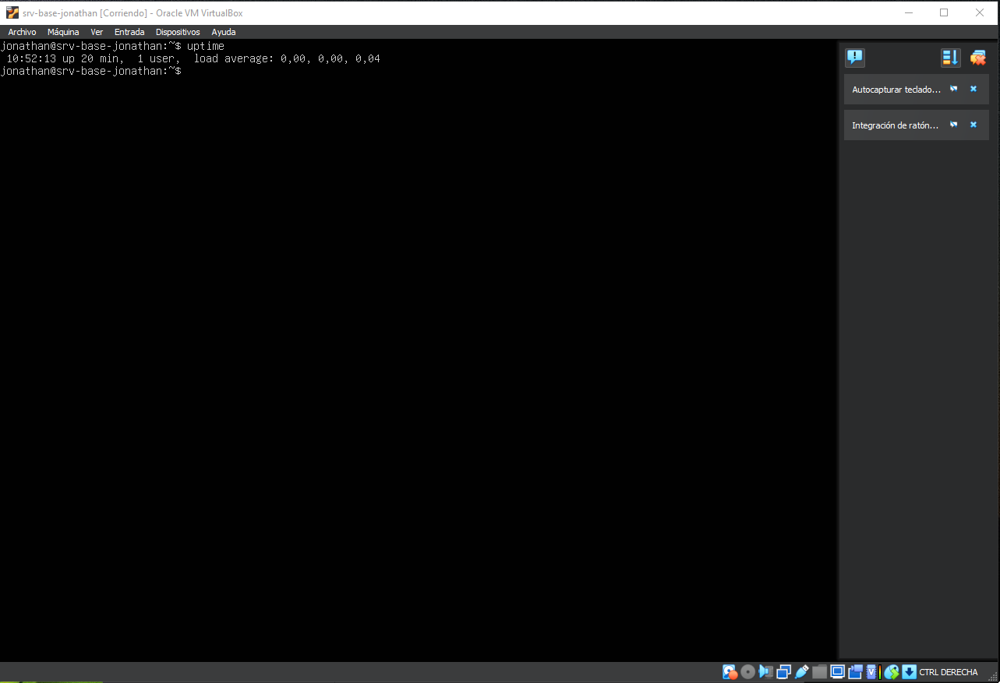 srv-base-jonathan [Corriendo] - Oracle VM VirtualBox
Archivo Máquina Ver Entrada Dispositivos Ayuda
jonathan@srv-base-jonathan:~$ uptime
 10:52:13 up 20 min,  1 user,  load average: 0,00, 0,00, 0,04
jonathan@srv-base-jonathan:~$
Autocapturar teclado...
Integración de ratón...
CTRL DERECHA